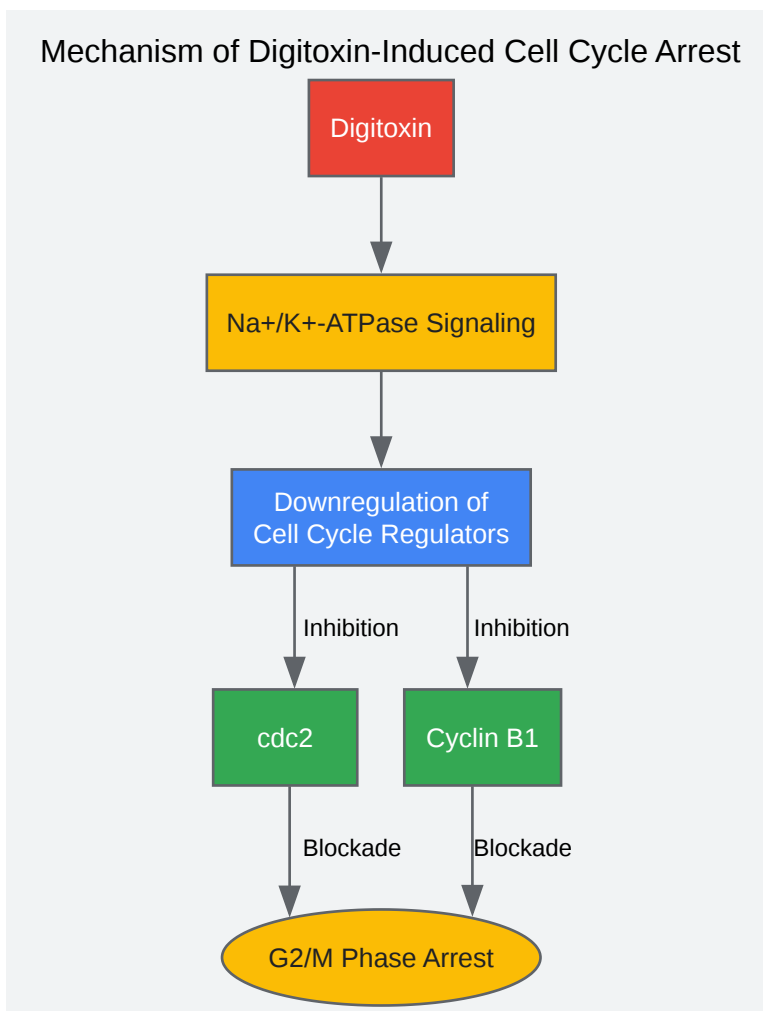 Mechanism of Digitoxin-Induced Cell Cycle Arrest
Digitoxin
Na+/K+-ATPase Signaling
Downregulation of
Cell Cycle Regulators
Inhibition
Inhibition
cdc2
Cyclin B1
Blockade
Blockade
G2/M Phase Arrest